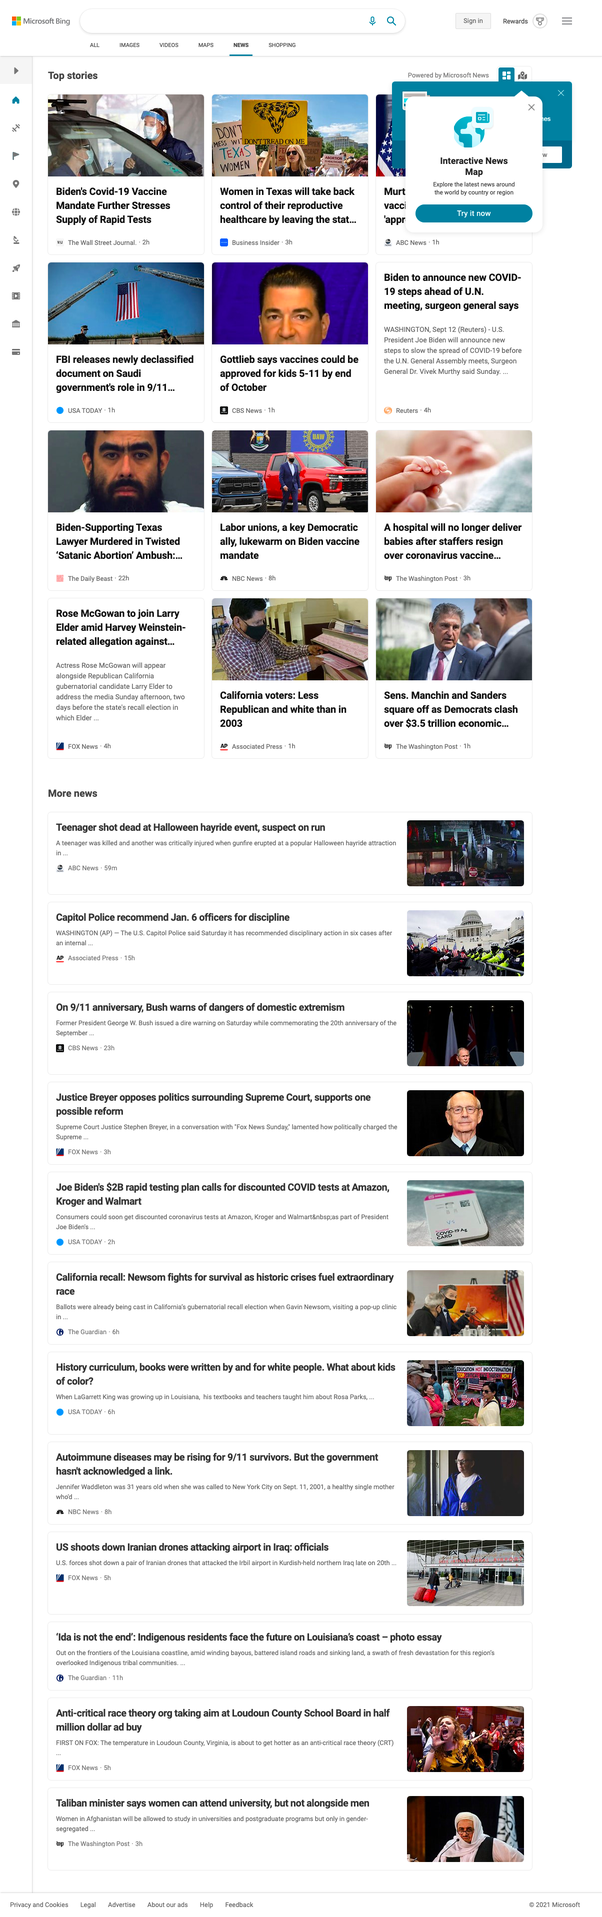 Microsoft Bing
Sign in
Rewards
ALL
IMAGES
VIDEOS
MAPS
NEWS
SHOPPING
Top stories
Powered by Microsoft News
Interactive News
Map
Explore the latest news around
the world by country or region
Try it now
Biden's Covid-19 Vaccine
Mandate Further Stresses
Supply of Rapid Tests
The Wall Street Journal. · 2h
DON'T
MESS WITH
TEXAS
WOMEN
DON'T TREAD ON ME
Women in Texas will take back
control of their reproductive
healthcare by leaving the stat...
Business Insider · 3h
Murt
vacci
'appr
ABC News · 1h
FBI releases newly declassified
document on Saudi
government's role in 9/11...
USA TODAY · 1h
Gottlieb says vaccines could be
approved for kids 5-11 by end
of October
CBS News · 1h
Biden to announce new COVID-
19 steps ahead of U.N.
meeting, surgeon general says
WASHINGTON, Sept 12 (Reuters) - U.S.
President Joe Biden will announce new
steps to slow the spread of COVID-19 before
the U.N. General Assembly meets, Surgeon
General Dr. Vivek Murthy said Sunday. ...
Reuters · 4h
Biden-Supporting Texas
Lawyer Murdered in Twisted
'Satanic Abortion' Ambush:...
The Daily Beast · 22h
Labor unions, a key Democratic
ally, lukewarm on Biden vaccine
mandate
NBC News · 8h
A hospital will no longer deliver
babies after staffers resign
over coronavirus vaccine...
The Washington Post · 3h
Rose McGowan to join Larry
Elder amid Harvey Weinstein-
related allegation against...
Actress Rose McGowan will appear
alongside Republican California
gubernatorial candidate Larry Elder to
address the media Sunday afternoon, two
days before the state's recall election in
which Elder ...
FOX News · 4h
California voters: Less
Republican and white than in
2003
AP Associated Press · 1h
Sens. Manchin and Sanders
square off as Democrats clash
over $3.5 trillion economic...
The Washington Post · 1h
More news
Teenager shot dead at Halloween hayride event, suspect on run
A teenager was killed and another was critically injured when gunfire erupted at a popular Halloween hayride attraction
in ...
ABC News · 59m
Capitol Police recommend Jan. 6 officers for discipline
WASHINGTON (AP) — The U.S. Capitol Police said Saturday it has recommended disciplinary action in six cases after
an internal ...
AP Associated Press · 15h
On 9/11 anniversary, Bush warns of dangers of domestic extremism
Former President George W. Bush issued a dire warning on Saturday while commemorating the 20th anniversary of the
September ...
CBS News · 23h
Justice Breyer opposes politics surrounding Supreme Court, supports one
possible reform
Supreme Court Justice Stephen Breyer, in a conversation with "Fox News Sunday," lamented how politically charged the
Supreme ...
FOX News · 3h
Joe Biden's $2B rapid testing plan calls for discounted COVID tests at Amazon,
Kroger and Walmart
Consumers could soon get discounted coronavirus tests at Amazon, Kroger and Walmart&nbsp;as part of President
Joe Biden's ...
USA TODAY · 2h
California recall: Newsom fights for survival as historic crises fuel extraordinary
race
Ballots were already being cast in California's gubernatorial recall election when Gavin Newsom, visiting a pop-up clinic
in ...
The Guardian · 6h
History curriculum, books were written by and for white people. What about kids
of color?
When LaGarrett King was growing up in Louisiana, his textbooks and teachers taught him about Rosa Parks, ...
USA TODAY · 6h
EDUCATION NOT INDOCTRINATION
Autoimmune diseases may be rising for 9/11 survivors. But the government
hasn't acknowledged a link.
Jennifer Waddleton was 31 years old when she was called to New York City on Sept. 11, 2001, a healthy single mother
who'd ...
NBC News · 8h
US shoots down Iranian drones attacking airport in Iraq: officials
U.S. forces shot down a pair of Iranian drones that attacked the Irbil airport in Kurdish-held northern Iraq late on 20th ...
FOX News · 5h
'Ida is not the end': Indigenous residents face the future on Louisiana's coast – photo essay
Out on the frontiers of the Louisiana coastline, amid winding bayous, battered island roads and sinking land, a swath of fresh devastation for this region's
overlooked Indigenous tribal communities. ...
The Guardian · 11h
Anti-critical race theory org taking aim at Loudoun County School Board in half
million dollar ad buy
FIRST ON FOX: The temperature in Loudoun County, Virginia, is about to get hotter as an anti-critical race theory (CRT)
...
FOX News · 5h
Taliban minister says women can attend university, but not alongside men
Women in Afghanistan will be allowed to study in universities and postgraduate programs but only in gender-
segregated ...
The Washington Post · 3h
Privacy and Cookies
Legal
Advertise
About our ads
Help
Feedback
© 2021 Microsoft